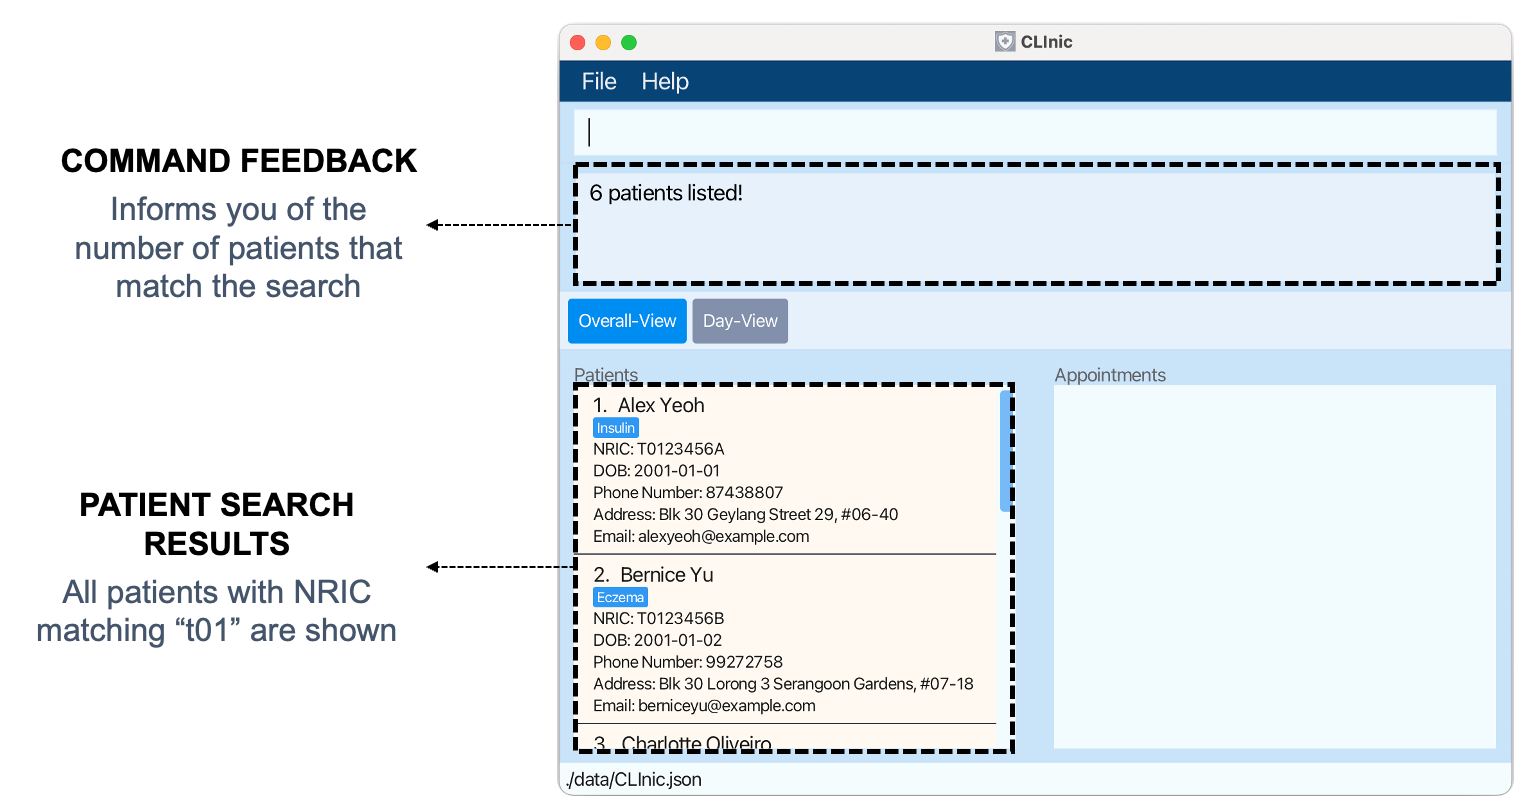 CLInic
File Help
COMMAND FEEDBACK
Informs you of the
number of patients that
match the search
6 patients listed!
Overall-View Day-View
Patients
Appointments
1. Alex Yeoh
Insulin
NRIC: T0123456A
DOB: 2001-01-01
Phone Number: 87438807
Address: Blk 30 Geylang Street 29, #06-40
Email: alexyeoh@example.com
PATIENT SEARCH
RESULTS
All patients with NRIC
matching “t01” are shown
2. Bernice Yu
Eczema
NRIC: T0123456B
DOB: 2001-01-02
Phone Number: 99272758
Address: Blk 30 Lorong 3 Serangoon Gardens, #07-18
Email: berniceyu@example.com
3. Charlotte Oliveiro
./data/CLInic.json